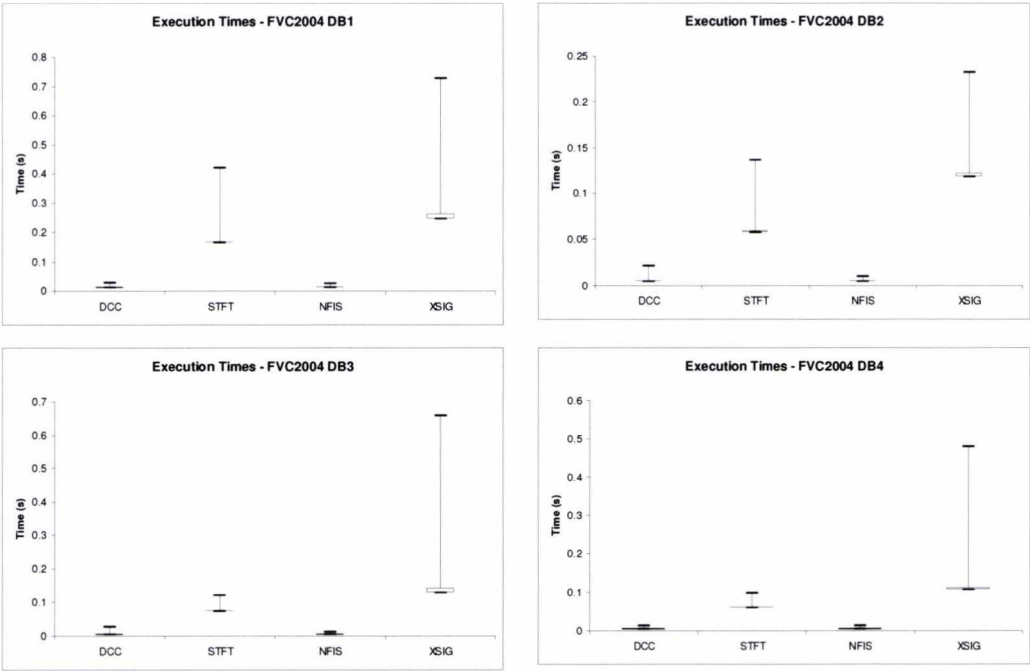 Execution Times - FVC2004 DB1
0.8
0.7
0.6
0.5
0.4
0.3
0.2
0.1
0
Time (s)
DCC STFT NFIS XSIG
Execution Times - FVC2004 DB2
0.25
0.2
0.15
0.1
0.05
0
Time (s)
DCC STFT NFIS XSIG
Execution Times - FVC2004 DB3
0.7
0.6
0.5
0.4
0.3
0.2
0.1
0
Time (s)
DCC STFT NFIS XSIG
Execution Times - FVC2004 DB4
0.6
0.5
0.4
0.3
0.2
0.1
0
Time (s)
DCC STFT NFIS XSIG